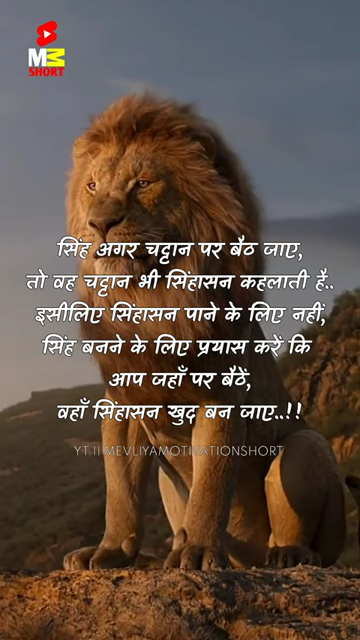 MM
SHORT
सिंह अगर चट्टान पर बैठ जाए,
तो वह चट्टान भी सिंहासन कहलाती है..
इसीलिए सिंहासन पाने के लिए नहीं,
सिंह बनने के लिए प्रयास करें कि
आप जहाँ पर बैठें,
वहाँ सिंहासन खुद बन जाए..!!
YT || MEVLIYAMOTIVATIONSHORT